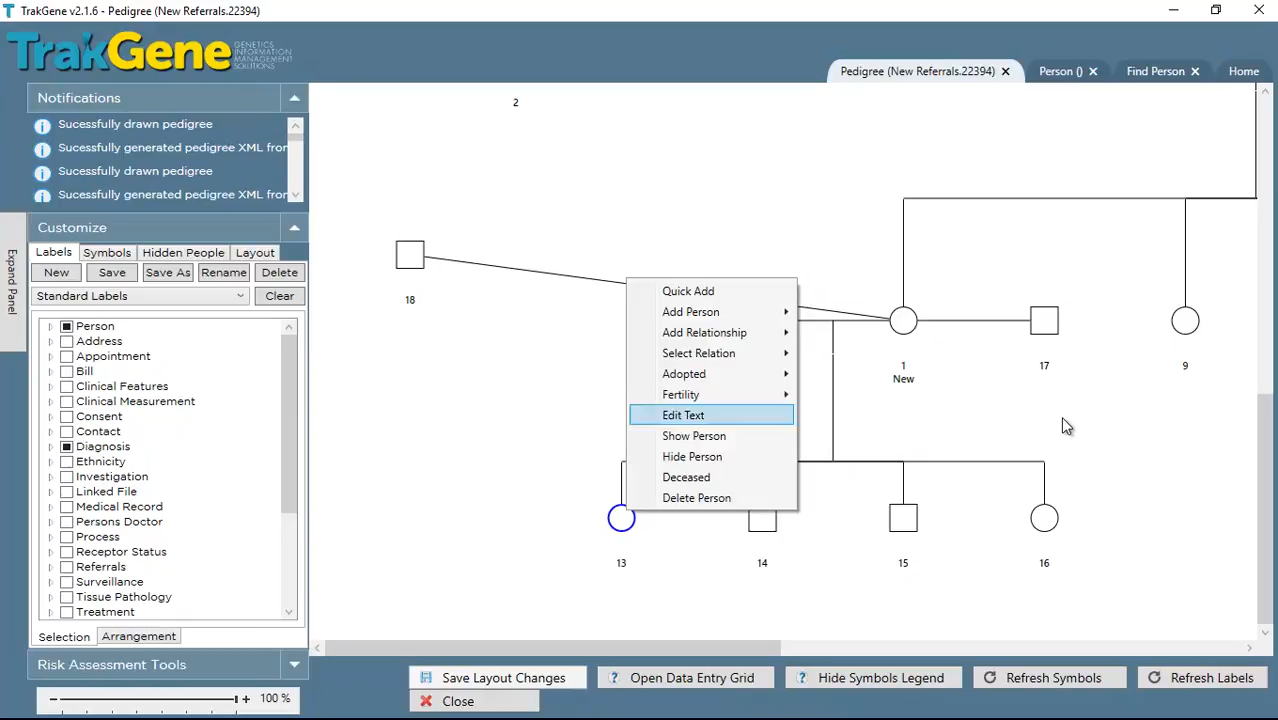 TrakGene v2.1.6 - Pedigree (New Referrals.22394)
TrakGene GENETICS INFORMATION MANAGEMENT SOLUTIONS
Pedigree (New Referrals.22394)
Person ()
Find Person
Home
Notifications
Sucessfully drawn pedigree
Sucessfully generated pedigree XML from
Sucessfully drawn pedigree
Sucessfully generated pedigree XML from
Expand Panel
Customize
Labels Symbols Hidden People Layout
New Save Save As Rename Delete
Standard Labels Clear
Person
Address
Appointment
Bill
Clinical Features
Clinical Measurement
Consent
Contact
Diagnosis
Ethnicity
Investigation
Linked File
Medical Record
Persons Doctor
Process
Receptor Status
Referrals
Surveillance
Tissue Pathology
Treatment
Selection Arrangement
Risk Assessment Tools
100 %
2
18
1
New
17
9
Quick Add
Add Person
Add Relationship
Select Relation
Adopted
Fertility
Edit Text
Show Person
Hide Person
Deceased
Delete Person
13
14
15
16
Save Layout Changes
Open Data Entry Grid
Hide Symbols Legend
Refresh Symbols
Refresh Labels
Close